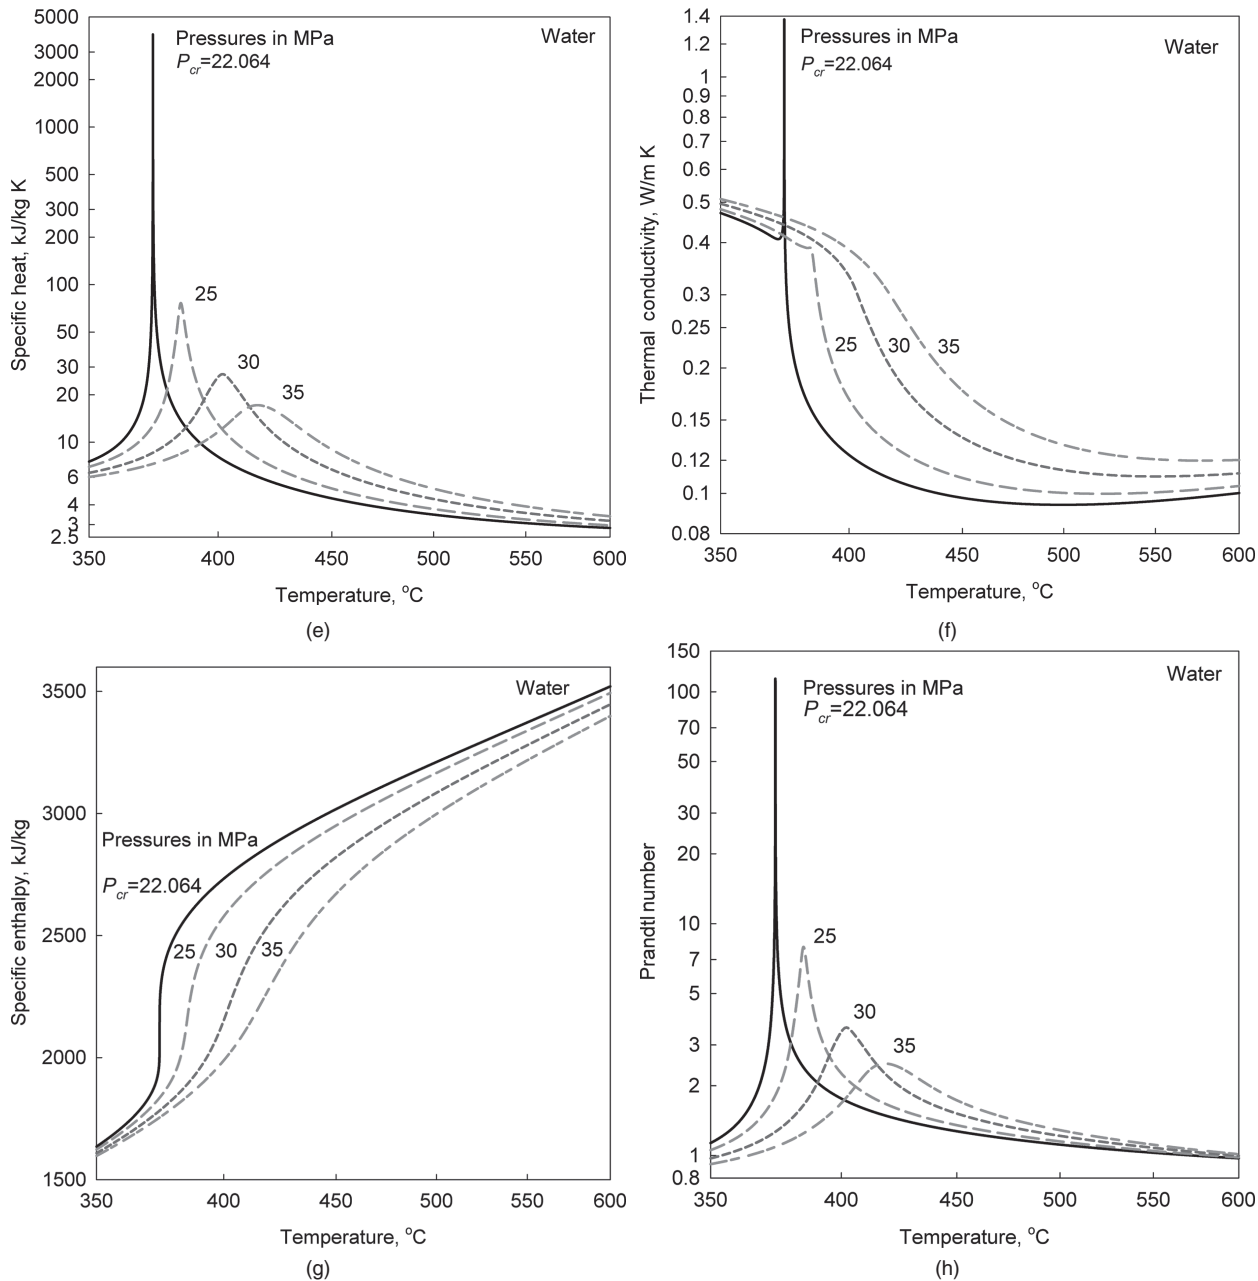 5000
3000
2000
1000
500
300
200
100
50
30
20
10
6
4
3
2.5
Pressures in MPa
Pcr=22.064
Water
25
30
35
350 400 450 500 550 600
Specific heat, kJ/kg K
Temperature, oC
(e)
1.4
1
0.9
0.8
0.7
0.6
0.5
0.4
0.3
0.25
0.2
0.15
0.12
0.1
0.08
Pressures in MPa
Pcr=22.064
Water
25 30 35
350 400 450 500 550 600
Thermal conductivity, W/m K
Temperature, oC
(f)
3500
3000
2500
2000
1500
Water
Pressures in MPa
Pcr=22.064
25 30 35
350 400 450 500 550 600
Specific enthalpy, kJ/kg
Temperature, oC
(g)
150
100
70
50
30
20
10
7
5
3
2
1
0.8
Pressures in MPa
Pcr=22.064
Water
25
30
35
350 400 450 500 550 600
Prandtl number
Temperature, oC
(h)